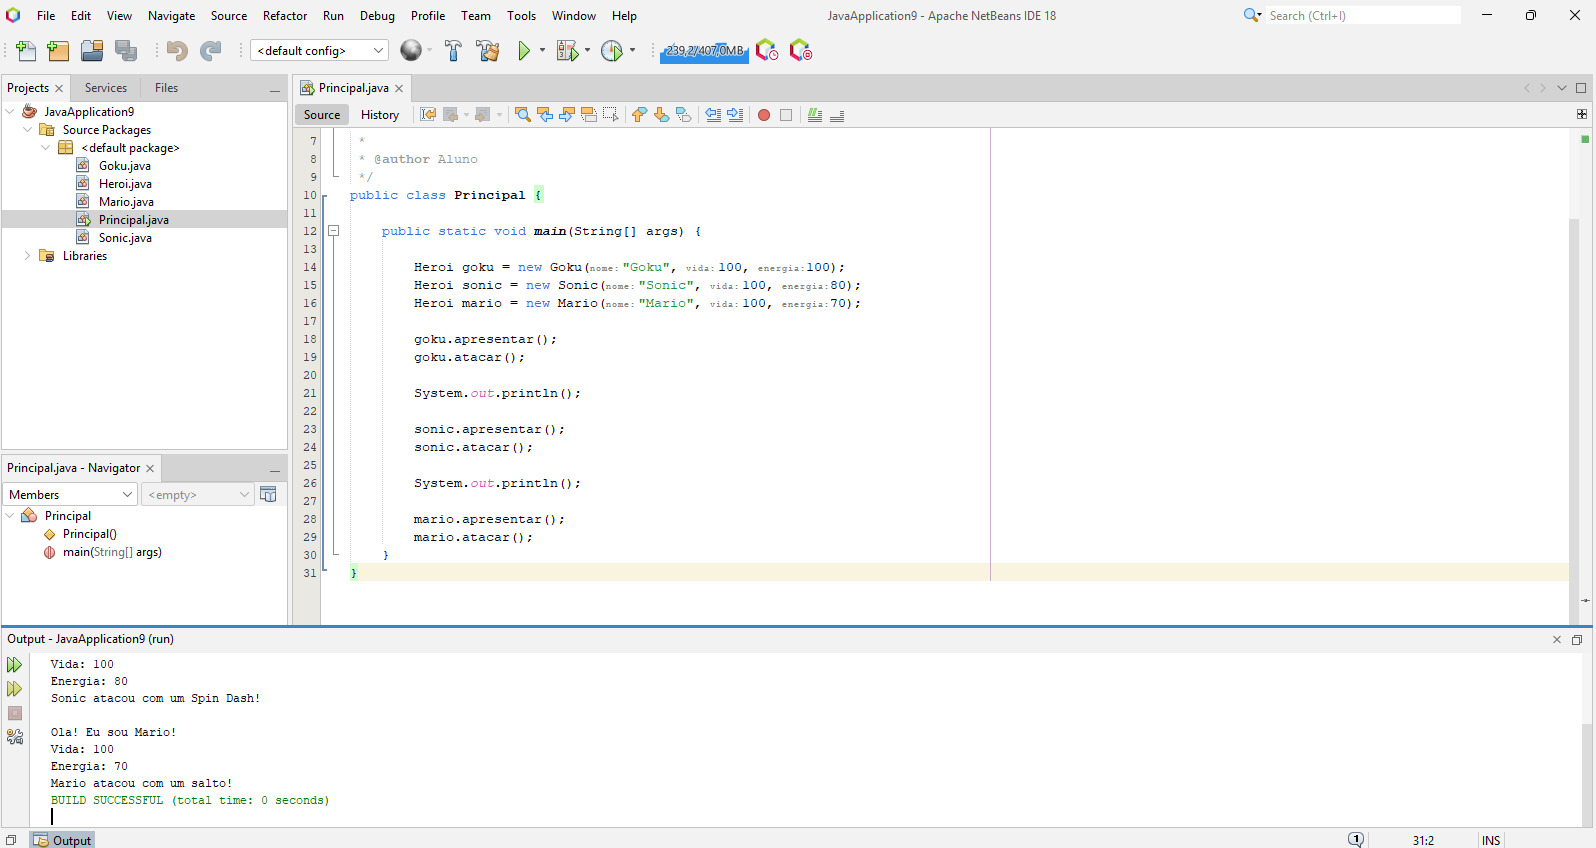 File Edit View Navigate Source Refactor Run Debug Profile Team Tools Window Help
JavaApplication9 - Apache NetBeans IDE 18
Search (Ctrl+I)
<default config>
239,2/407,0MB
Projects Services Files
JavaApplication9
Source Packages
<default package>
Goku.java
Heroi.java
Mario.java
Principal.java
Sonic.java
Libraries
Principal.java - Navigator
Members <empty>
Principal
Principal()
main(String[] args)
Principal.java
Source History
7 *
8 * @author Aluno
9 */
10 public class Principal {
11
12 public static void main(String[] args) {
13
14 Heroi goku = new Goku(nome: "Goku", vida: 100, energia: 100);
15 Heroi sonic = new Sonic(nome: "Sonic", vida: 100, energia: 80);
16 Heroi mario = new Mario(nome: "Mario", vida: 100, energia: 70);
17
18 goku.apresentar();
19 goku.atacar();
20
21 System.out.println();
22
23 sonic.apresentar();
24 sonic.atacar();
25
26 System.out.println();
27
28 mario.apresentar();
29 mario.atacar();
30 }
31 }
Output - JavaApplication9 (run)
Vida: 100
Energia: 80
Sonic atacou com um Spin Dash!
Ola! Eu sou Mario!
Vida: 100
Energia: 70
Mario atacou com um salto!
BUILD SUCCESSFUL (total time: 0 seconds)
Output
1 31:2 INS